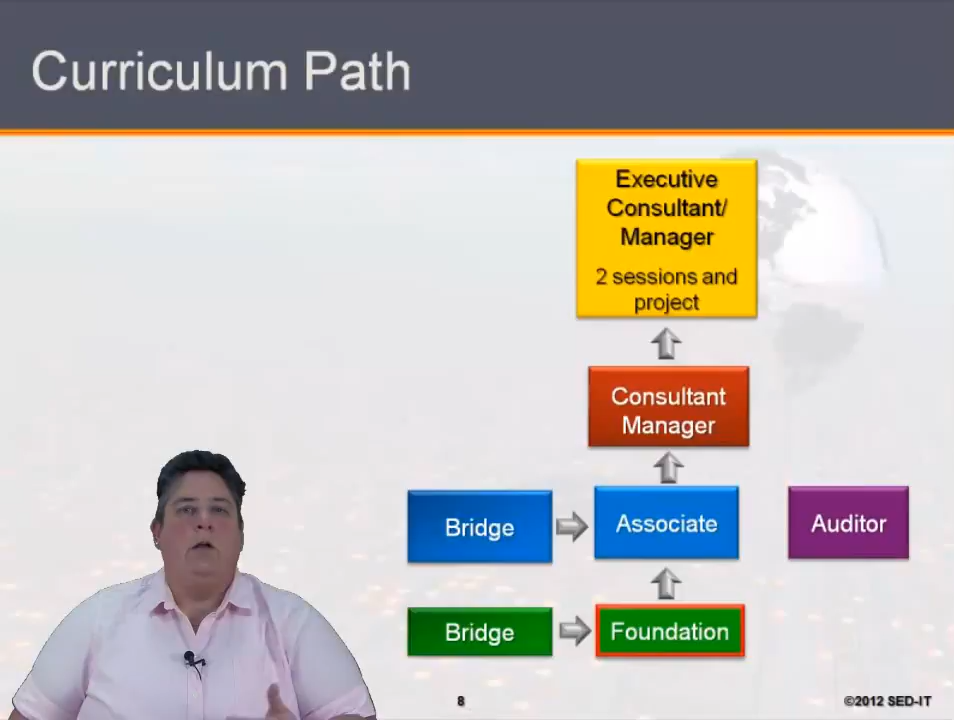 Curriculum Path
Executive
Consultant/
Manager
2 sessions and
project
Consultant
Manager
Bridge
Associate
Auditor
Bridge
Foundation
8
©2012 SED-IT